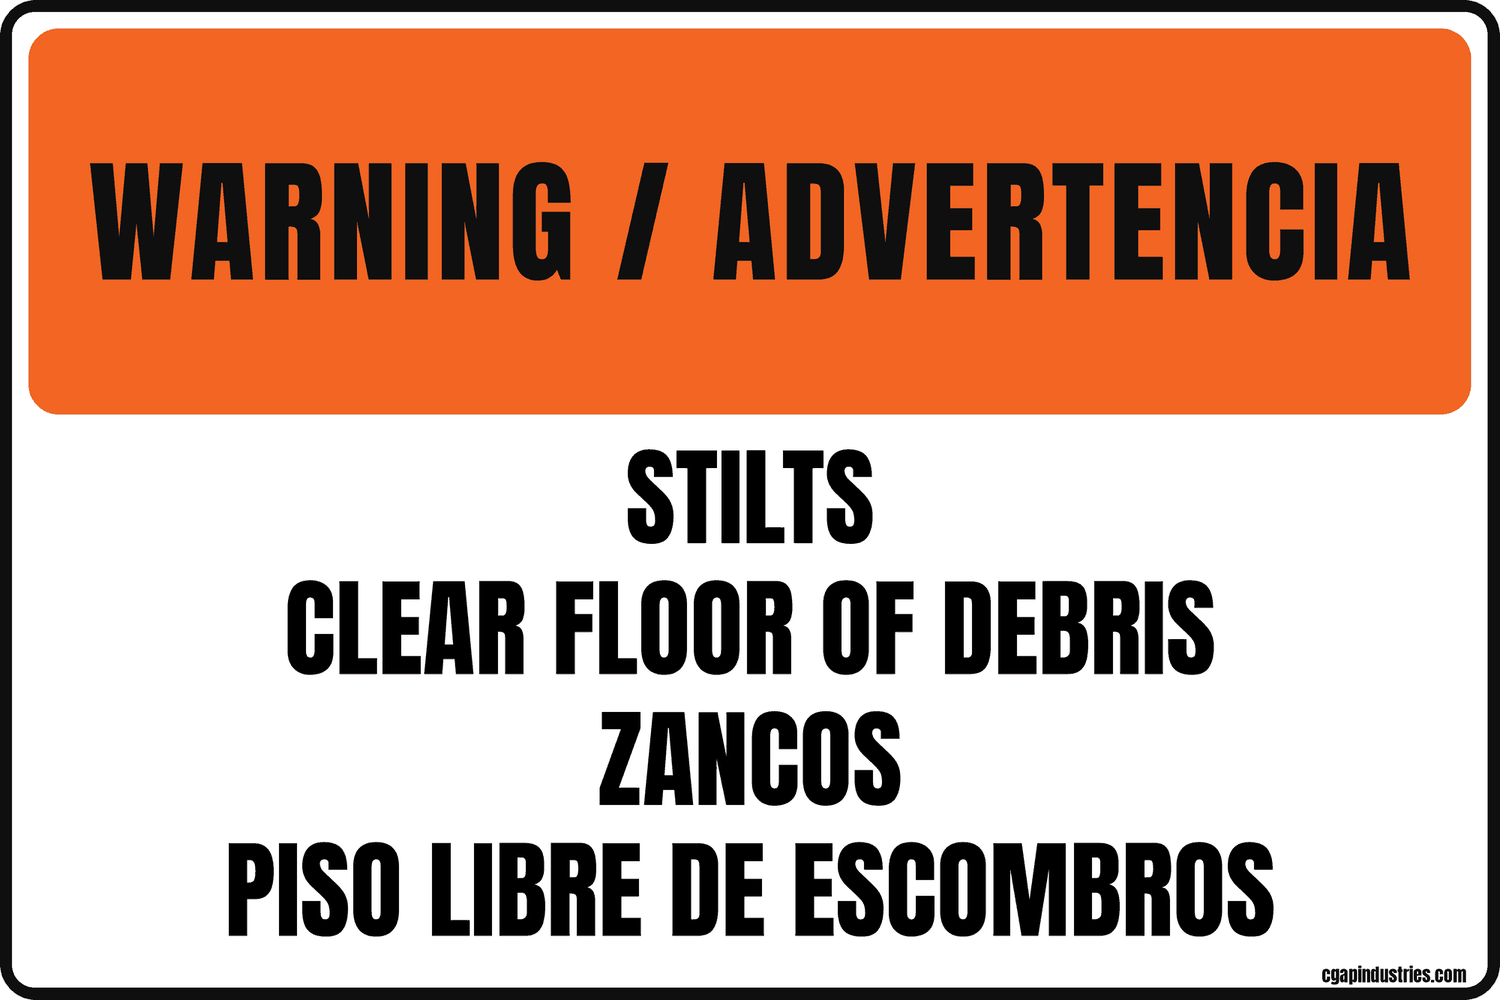 WARNING / ADVERTENCIA
STILTS
CLEAR FLOOR OF DEBRIS
ZANCOS
PISO LIBRE DE ESCOMBROS
cgapindustries.com